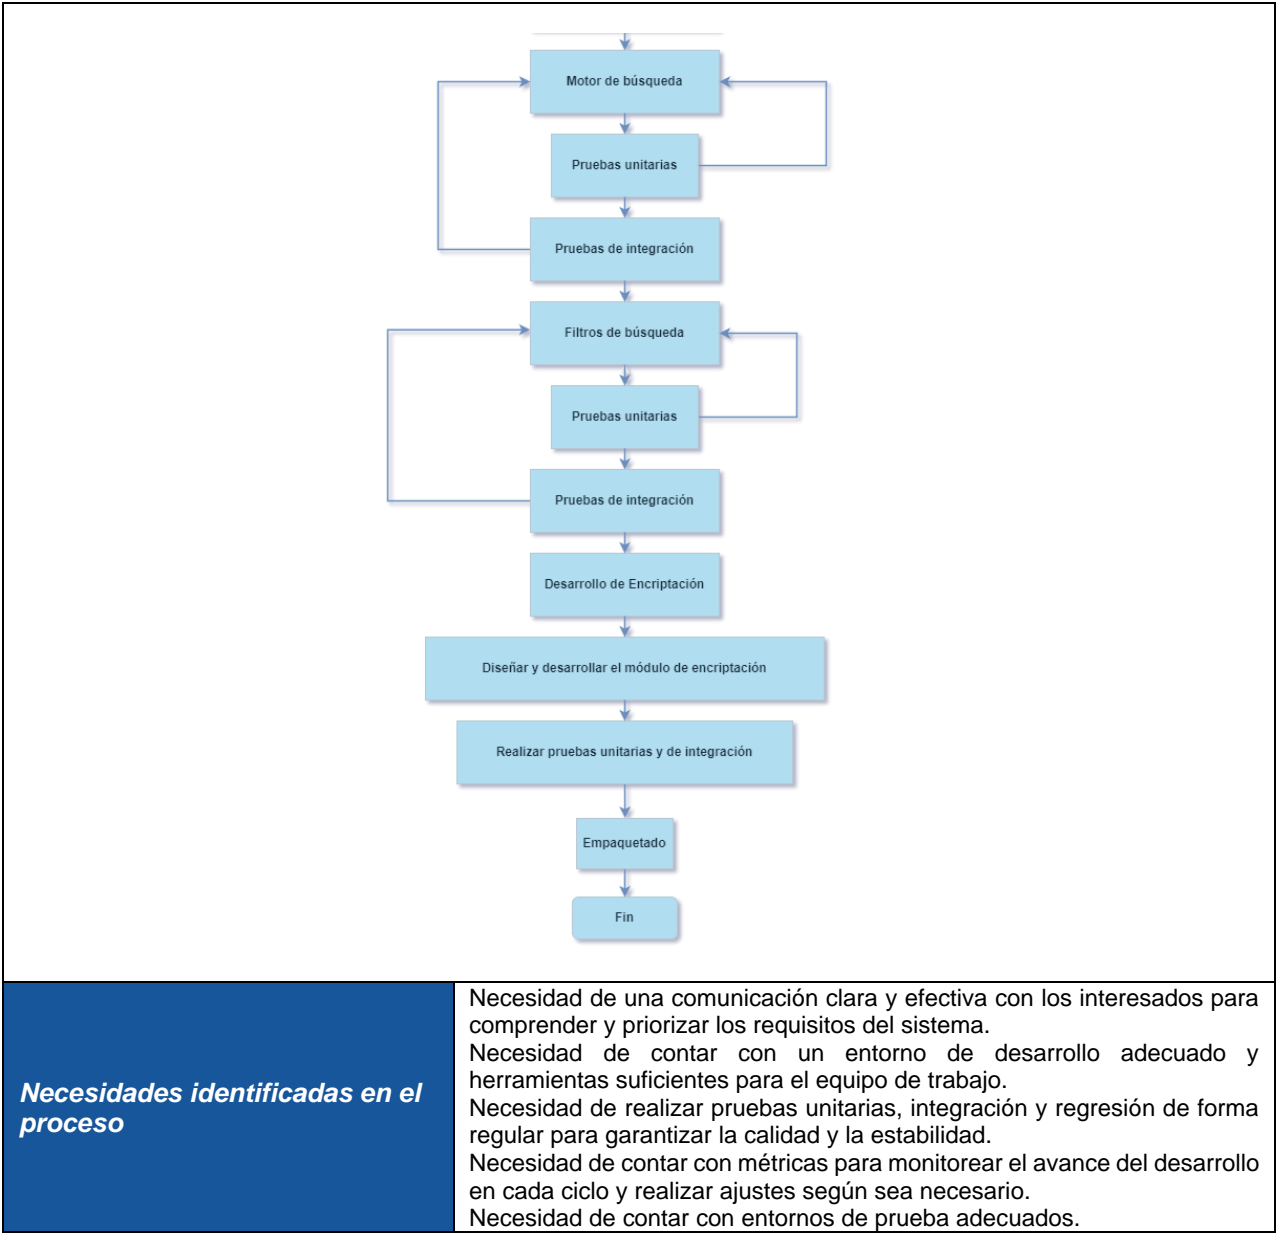 Motor de búsqueda
Pruebas unitarias
Pruebas de integración
Filtros de búsqueda
Pruebas unitarias
Pruebas de integración
Desarrollo de Encriptación
Diseñar y desarrollar el módulo de encriptación
Realizar pruebas unitarias y de integración
Empaquetado
Fin
Necesidades identificadas en el
proceso
Necesidad de una comunicación clara y efectiva con los interesados para
comprender y priorizar los requisitos del sistema.
Necesidad de contar con un entorno de desarrollo adecuado y
herramientas suficientes para el equipo de trabajo.
Necesidad de realizar pruebas unitarias, integración y regresión de forma
regular para garantizar la calidad y la estabilidad.
Necesidad de contar con métricas para monitorear el avance del desarrollo
en cada ciclo y realizar ajustes según sea necesario.
Necesidad de contar con entornos de prueba adecuados.